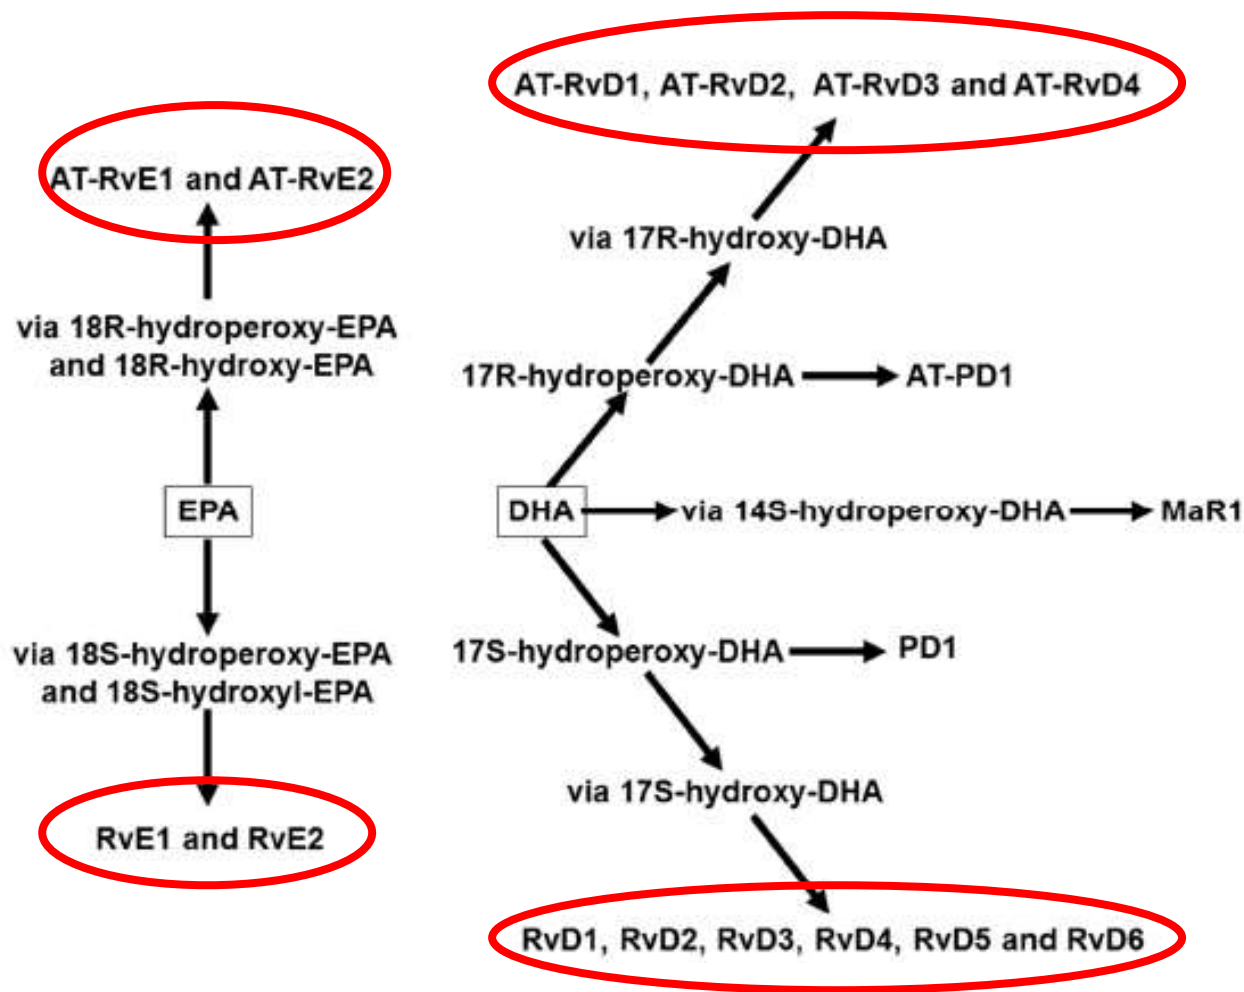 AT-RvD1, AT-RvD2, AT-RvD3 and AT-RvD4
AT-RvE1 and AT-RvE2
via 17R-hydroxy-DHA
via 18R-hydroperoxy-EPA
and 18R-hydroxy-EPA
17R-hydroperoxy-DHA
AT-PD1
EPA
DHA
via 14S-hydroperoxy-DHA
MaR1
via 18S-hydroperoxy-EPA
and 18S-hydroxyl-EPA
17S-hydroperoxy-DHA
PD1
via 17S-hydroxy-DHA
RvE1 and RvE2
RvD1, RvD2, RvD3, RvD4, RvD5 and RvD6